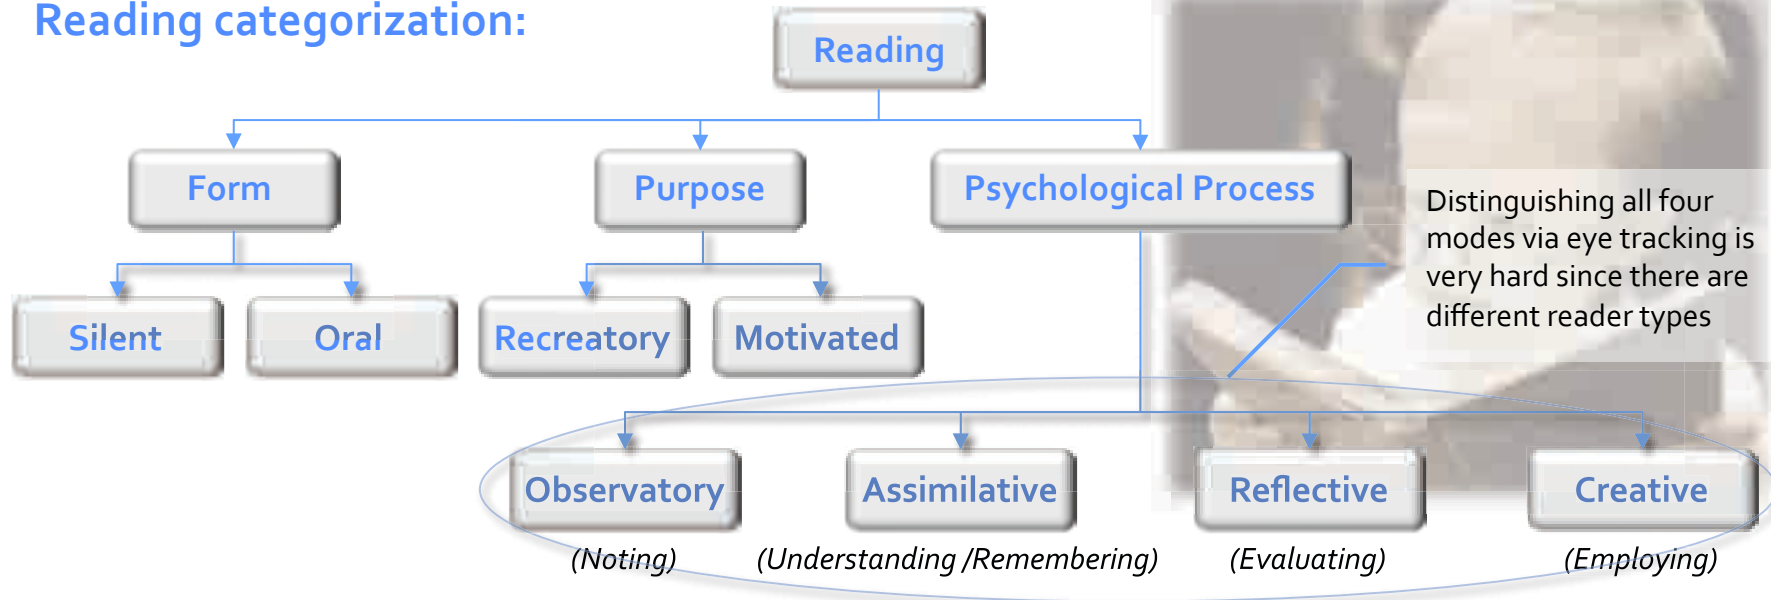 Reading categorization:
Reading
Form
Purpose
Psychological Process
Distinguishing all four
modes via eye tracking is
very hard since there are
different reader types
Silent
Oral
Recreatory
Motivated
Observatory
Assimilative
Reflective
Creative
(Noting)
(Understanding /Remembering)
(Evaluating)
(Employing)